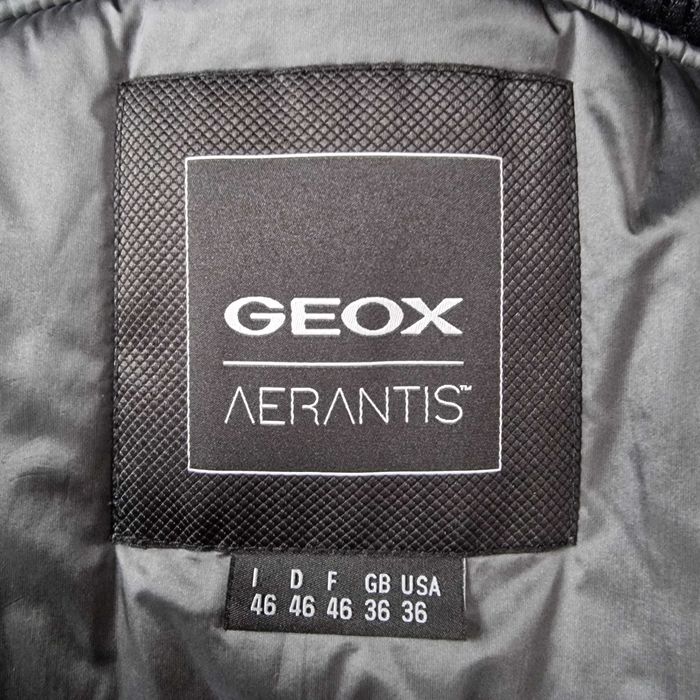 GEOX
AERANTIS™
I D F GB USA
46 46 46 36 36